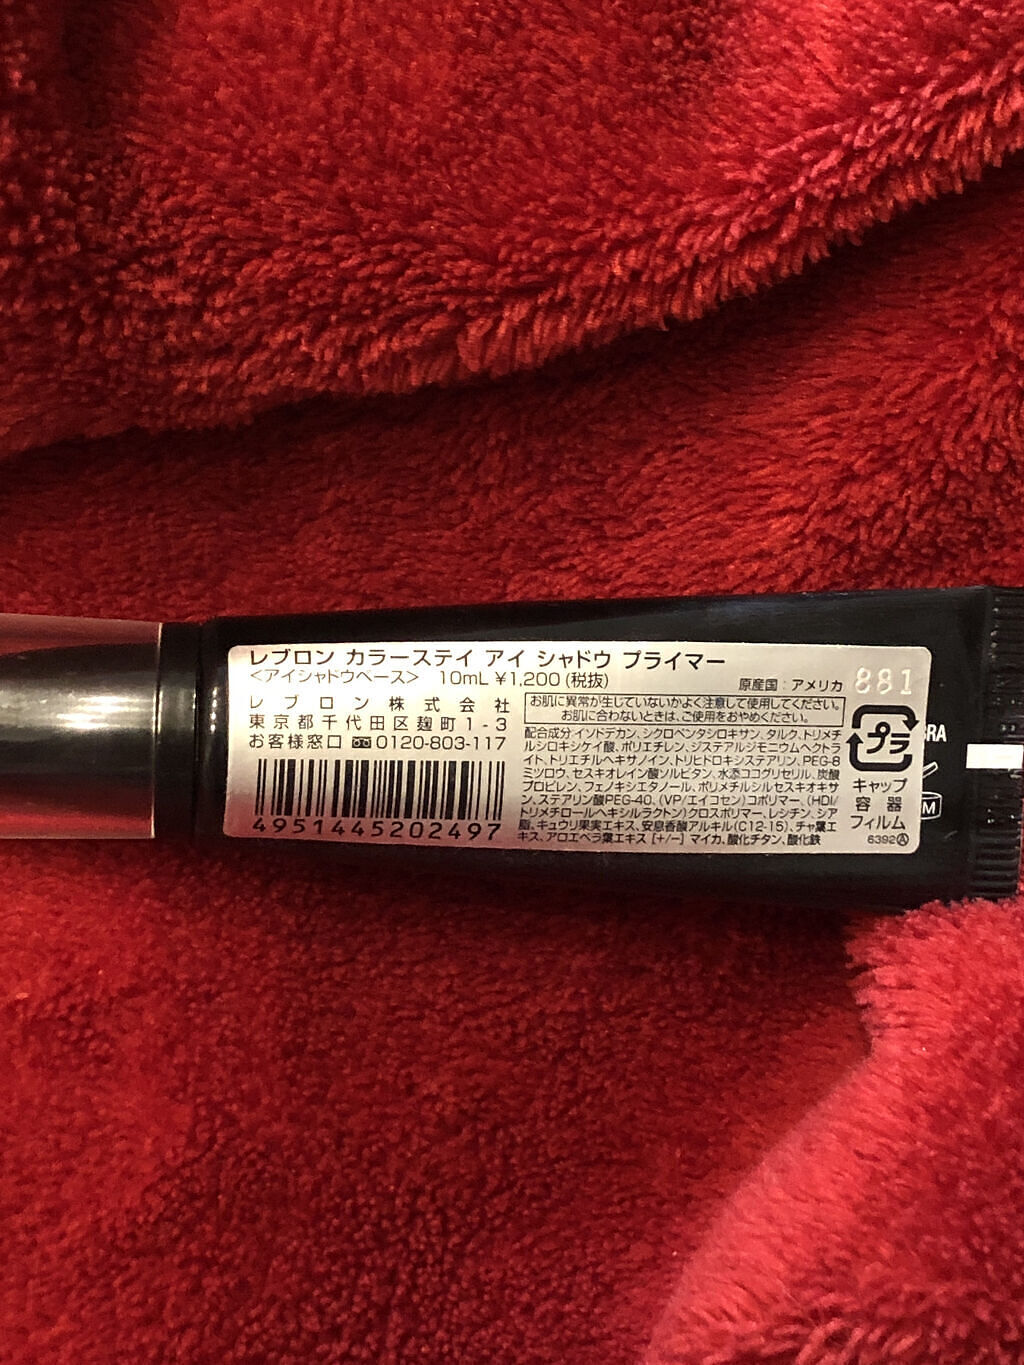 レブロン カラーステイ アイ シャドウ プライマー
<アイシャドウベース> 10mL ¥1,200(税抜)
原産国:アメリカ
881
レブロン株式会社
東京都千代田区麹町1-3
お客様窓口 0120-803-117
4951445202497
お肌に異常が生じていないかよく注意して使用してください。
お肌に合わないときは、ご使用をおやめください。
配合成分:イソドデカン、シクロペンタシロキサン、タルク、トリメチ
ルシロキシケイ酸、ポリエチレン、ジステアルジモニウムヘクトラ
イト、トリエチルヘキサノイン、トリヒドロキシステアリン、PEG-8
ミツロウ、セスキオレイン酸ソルビタン、水添ココグリセリル、炭酸
プロピレン、フェノキシエタノール、ポリメチルシルセスキオキサ
ン、ステアリン酸PEG-40、(VP/エイコセン)コポリマー、(HDI/
トリメチロールヘキシルラクトン)クロスポリマー、レシチン、シア
脂、キュウリ果実エキス、安息香酸アルキル(C12-15)、チャ葉エ
キス、アロエベラ葉エキス [+/-] マイカ、酸化チタン、酸化鉄
プラ
キャップ
容器
フィルム
6392Ⓐ
BRA
M